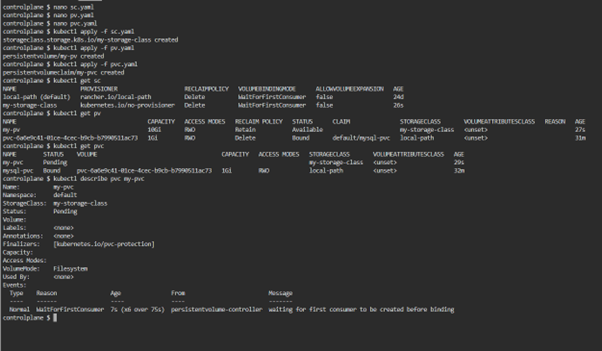 controlplane $ nano sc.yaml
controlplane $ nano pv.yaml
controlplane $ nano pvc.yaml
controlplane $ kubectl apply -f sc.yaml
storageclass.storage.k8s.io/my-storage-class created
controlplane $ kubectl apply -f pv.yaml
persistentvolume/my-pv created
controlplane $ kubectl apply -f pvc.yaml
persistentvolumeclaim/my-pvc created
controlplane $ kubectl get sc
NAME PROVISIONER RECLAIMPOLICY VOLUMEBINDINGMODE ALLOWVOLUMEEXPANSION AGE
local-path (default) rancher.io/local-path Delete WaitForFirstConsumer false 24d
my-storage-class kubernetes.io/no-provisioner Delete WaitForFirstConsumer false 26s
controlplane $ kubectl get pv
NAME CAPACITY ACCESS MODES RECLAIM POLICY STATUS CLAIM STORAGECLASS VOLUMEATTRIBUTESCLASS REASON AGE
my-pv 10Gi RWO Retain Available my-storage-class <unset> 27s
pvc-6a6e9c41-01ce-4cec-b9cb-b7990511ac73 1Gi RWO Delete Bound default/mysql-pvc local-path <unset> 31m
controlplane $ kubectl get pvc
NAME STATUS VOLUME CAPACITY ACCESS MODES STORAGECLASS VOLUMEATTRIBUTESCLASS AGE
my-pvc Pending my-storage-class <unset> 29s
mysql-pvc Bound pvc-6a6e9c41-01ce-4cec-b9cb-b7990511ac73 1Gi RWO local-path <unset> 32m
controlplane $ kubectl describe pvc my-pvc
Name: my-pvc
Namespace: default
StorageClass: my-storage-class
Status: Pending
Volume:
Labels: <none>
Annotations: <none>
Finalizers: [kubernetes.io/pvc-protection]
Capacity:
Access Modes:
VolumeMode: Filesystem
Used By: <none>
Events:
Type Reason Age From Message
---- ------ ---- ---- -------
Normal WaitForFirstConsumer 7s (x6 over 75s) persistentvolume-controller waiting for first consumer to be created before binding
controlplane $